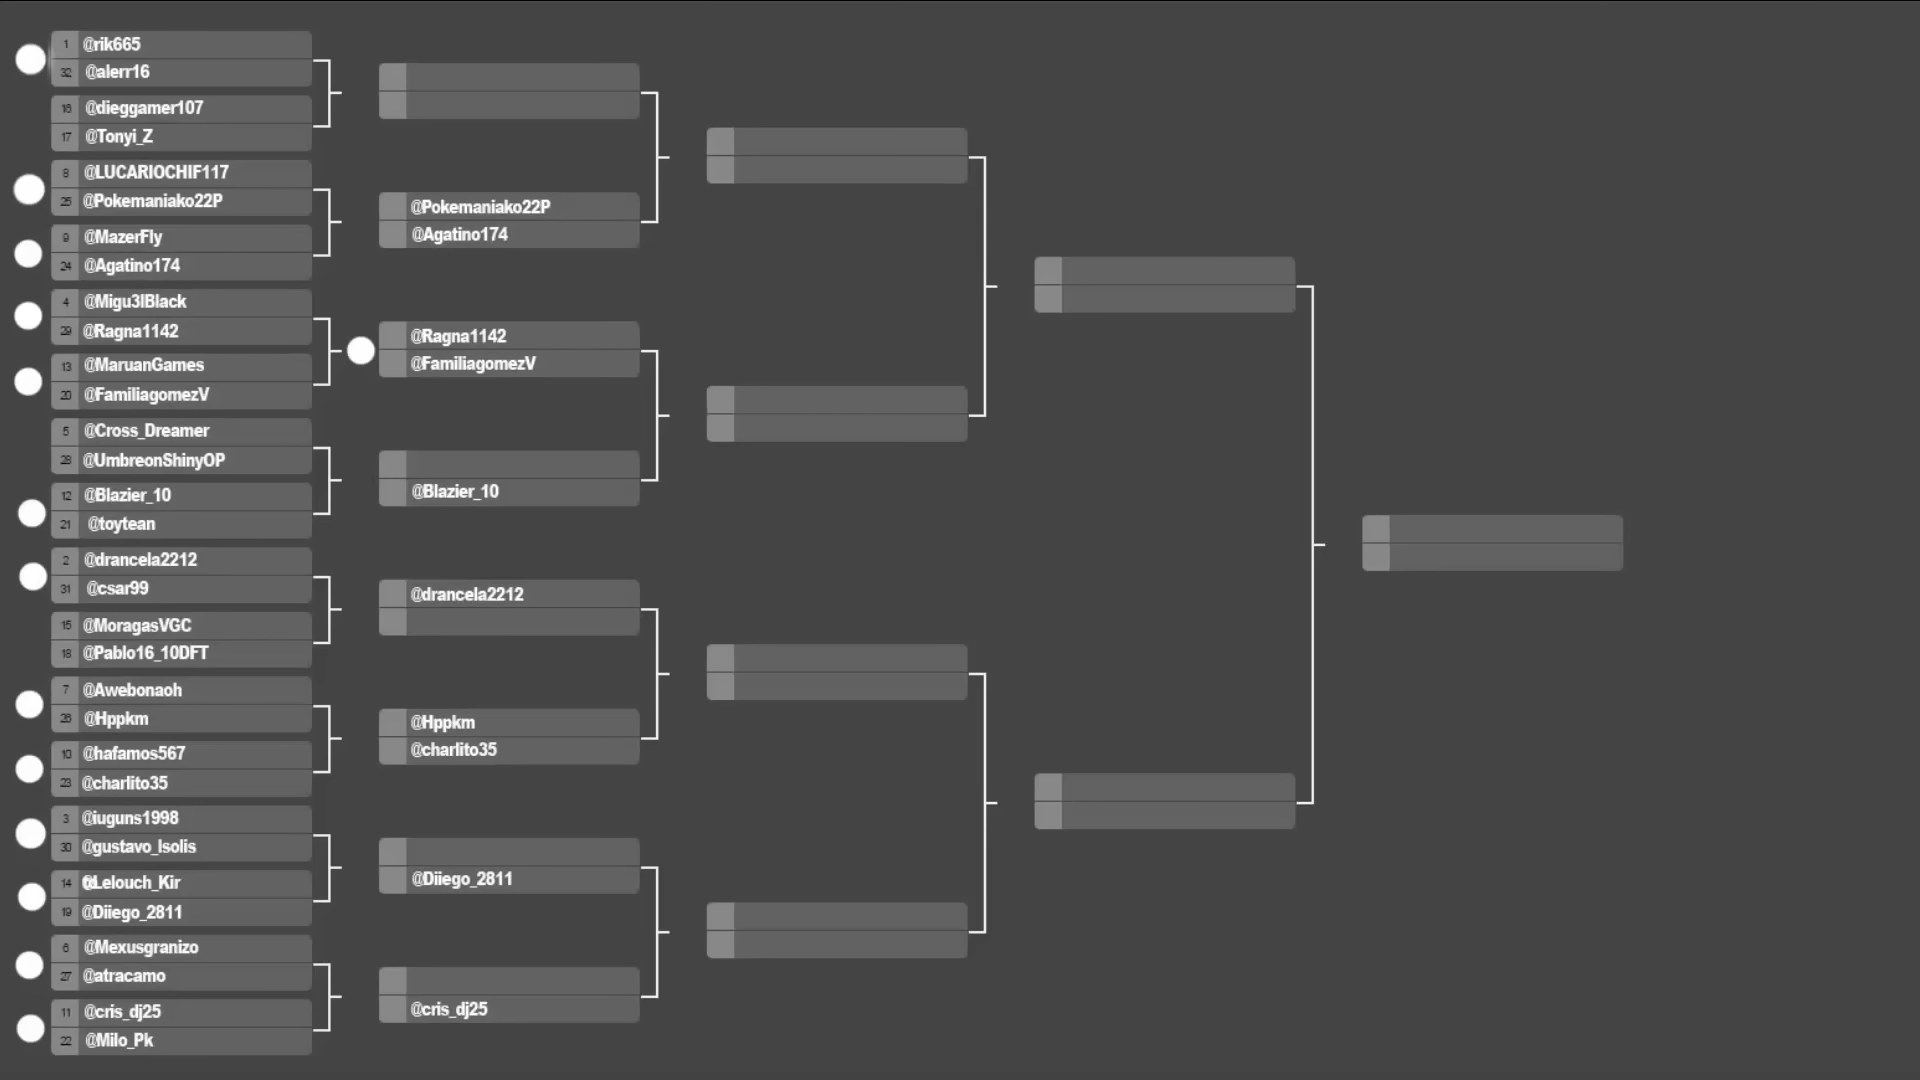 1 @rik665
32 @alerr16
16 @dieggamer107
17 @Tonyi_Z
8 @LUCARIOCHIF117
25 @Pokemaniako22P
9 @MazerFly
24 @Agatino174
4 @Migu3lBlack
29 @Ragna1142
13 @MaruanGames
20 @FamiliagomezV
5 @Cross_Dreamer
28 @UmbreonShinyOP
12 @Blazier_10
21 @toytean
2 @drancela2212
31 @csar99
15 @MoragasVGC
18 @Pablo16_10DFT
7 @Awebonaoh
26 @Hppkm
10 @hafamos567
23 @charlito35
3 @iuguns1998
30 @gustavo_lsolis
14 @Lelouch_Kir
19 @Diiego_2811
6 @Mexusgranizo
27 @atracamo
11 @cris_dj25
22 @Milo_Pk
@Pokemaniako22P
@Agatino174
@Ragna1142
@FamiliagomezV
@Blazier_10
@drancela2212
@Hppkm
@charlito35
@Diiego_2811
@cris_dj25